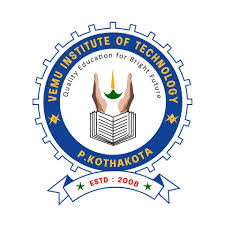 VEMU INSTITUTE OF TECHNOLOGY
Quality Education for Bright Future
P.KOTHAKOTA
ESTD : 2008